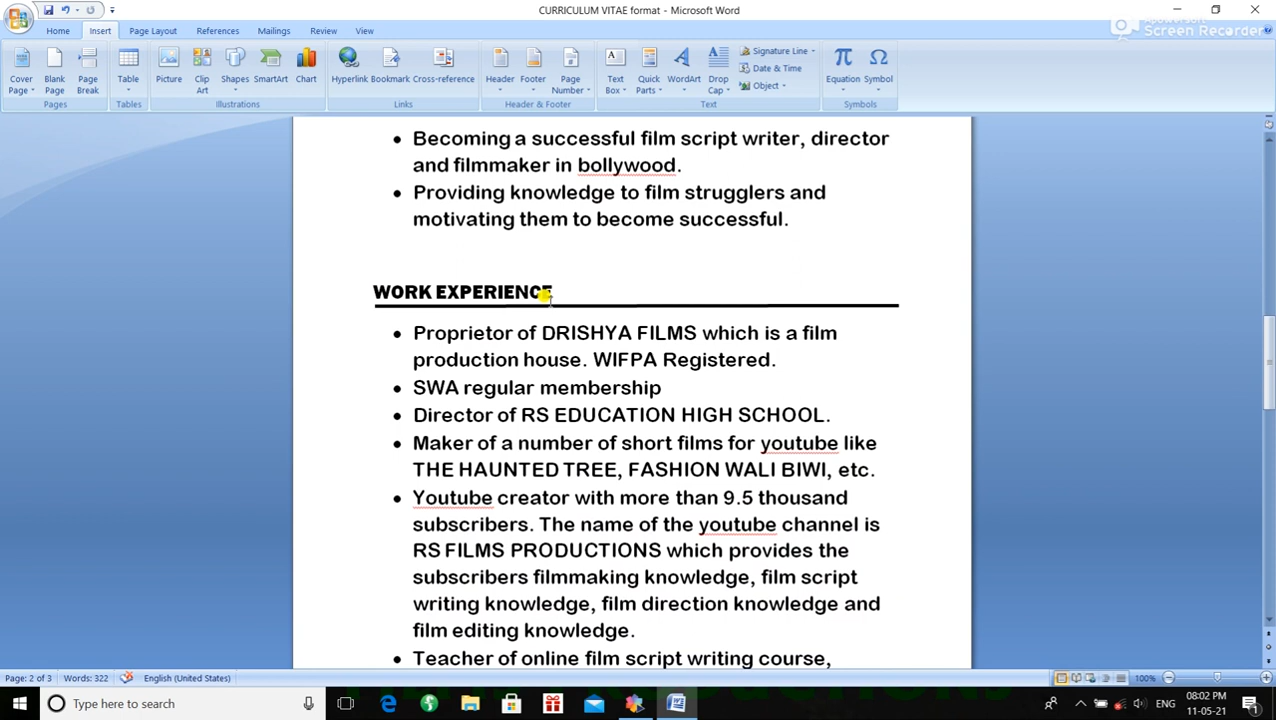 CURRICULUM VITAE format - Microsoft Word
Apowersoft
Screen Recorder
Home Insert Page Layout References Mailings Review View
Cover Page Blank Page Page Break Table Picture Clip Art Shapes SmartArt Chart Hyperlink Bookmark Cross-reference Header Footer Page Number Text Box Quick Parts WordArt Drop Cap Signature Line Date & Time Object Equation Symbol
Pages Tables Illustrations Links Header & Footer Text Symbols
• Becoming a successful film script writer, director
and filmmaker in bollywood.
• Providing knowledge to film strugglers and
motivating them to become successful.
WORK EXPERIENCE
• Proprietor of DRISHYA FILMS which is a film
production house. WIFPA Registered.
• SWA regular membership
• Director of RS EDUCATION HIGH SCHOOL.
• Maker of a number of short films for youtube like
THE HAUNTED TREE, FASHION WALI BIWI, etc.
• Youtube creator with more than 9.5 thousand
subscribers. The name of the youtube channel is
RS FILMS PRODUCTIONS which provides the
subscribers filmmaking knowledge, film script
writing knowledge, film direction knowledge and
film editing knowledge.
• Teacher of online film script writing course,
Page: 2 of 3 Words: 322 English (United States) 100%
Type here to search ENG 08:02 PM
11-05-21